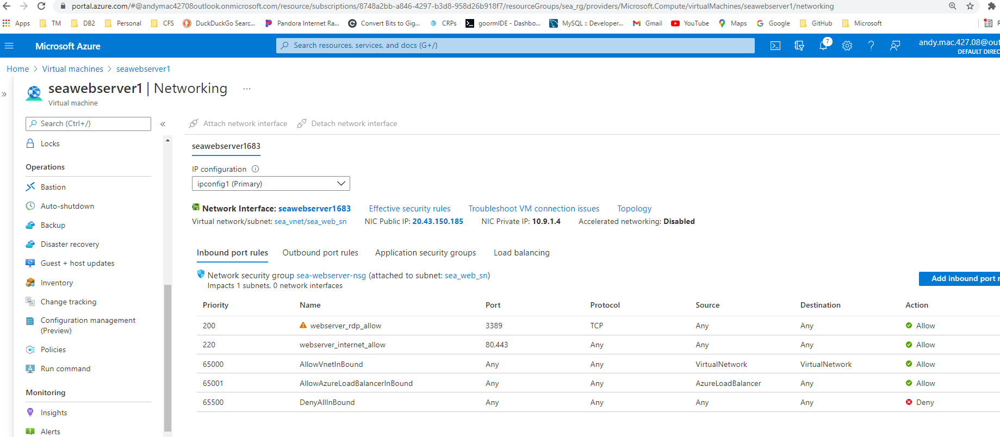 portal.azure.com/#@andymac42708outlook.onmicrosoft.com/resource/subscriptions/8748a2bb-a846-4297-b3d8-958d26b918f7/resourceGroups/sea_rg/providers/Microsoft.Compute/virtualMachines/seawebserver1/networking
Apps TM DB2 Personal CFS DuckDuckGo Searc... Pandora Internet Ra... Convert Bits to Gig... CRPs goormIDE - Dashbo... MySQL :: Developer... Gmail YouTube Maps Google GitHub Microsoft R
Microsoft Azure Search resources, services, and docs (G+/) 7 andy.mac.427.08@out
DEFAULT DIREC
Home > Virtual machines > seawebserver1
seawebserver1 | Networking ...
Virtual machine
Search (Ctrl+/) « Attach network interface Detach network interface
Locks
Operations
Bastion
Auto-shutdown
Backup
Disaster recovery
Guest + host updates
Inventory
Change tracking
Configuration management
(Preview)
Policies
Run command
Monitoring
Insights
Alerts
seawebserver1683
IP configuration
ipconfig1 (Primary)
Network Interface: seawebserver1683 Effective security rules Troubleshoot VM connection issues Topology
Virtual network/subnet: sea_vnet/sea_web_sn NIC Public IP: 20.43.150.185 NIC Private IP: 10.9.1.4 Accelerated networking: Disabled
Inbound port rules Outbound port rules Application security groups Load balancing
Network security group sea-webserver-nsg (attached to subnet: sea_web_sn)
Impacts 1 subnets, 0 network interfaces
Add inbound port r
Priority Name Port Protocol Source Destination Action
200 webserver_rdp_allow 3389 TCP Any Any Allow
220 webserver_internet_allow 80,443 Any Any Any Allow
65000 AllowVnetInBound Any Any VirtualNetwork VirtualNetwork Allow
65001 AllowAzureLoadBalancerInBound Any Any AzureLoadBalancer Any Allow
65500 DenyAllInBound Any Any Any Any Deny